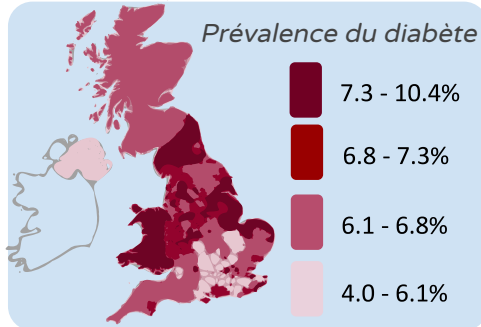 Prévalence du diabète
7.3 - 10.4%
6.8 - 7.3%
6.1 - 6.8%
4.0 - 6.1%